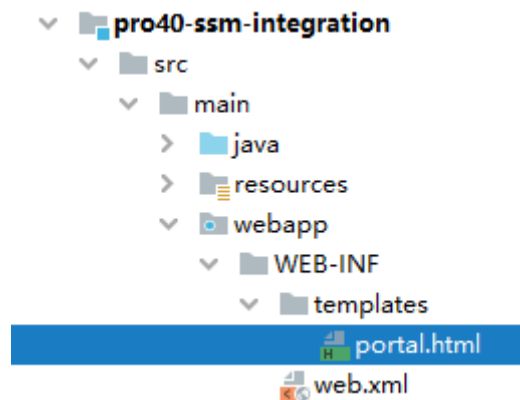 pro40-ssm-integration
src
main
java
resources
webapp
WEB-INF
templates
portal.html
web.xml